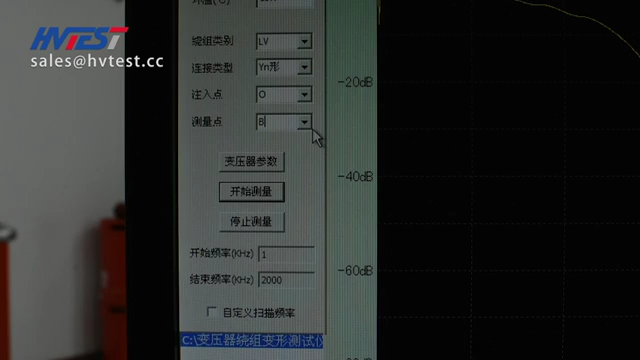 HVTEST
sales@hvtest.cc
绕组类别 LV
连接类型 Yn形
注入点 O
测量点 B
变压器参数
开始测量
停止测量
开始频率(KHz) 1
结束频率(KHz) 2000
自定义扫描频率
C:\变压器绕组变形测试仪
-20dB
-40dB
-60dB